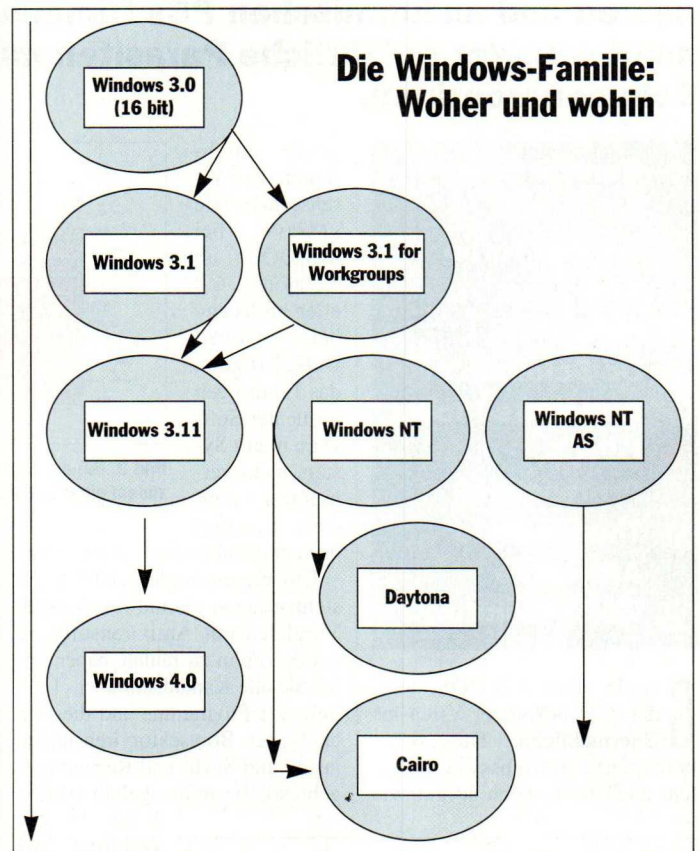 Die Windows-Familie:
Woher und wohin
Windows 3.0
(16 bit)
Windows 3.1
Windows 3.1 for
Workgroups
Windows 3.11
Windows NT
Windows NT
AS
Daytona
Windows 4.0
Cairo